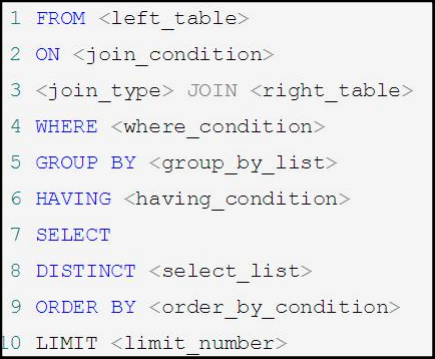 1 FROM <left_table>
2 ON <join_condition>
3 <join_type> JOIN <right_table>
4 WHERE <where_condition>
5 GROUP BY <group_by_list>
6 HAVING <having_condition>
7 SELECT
8 DISTINCT <select_list>
9 ORDER BY <order_by_condition>
10 LIMIT <limit_number>